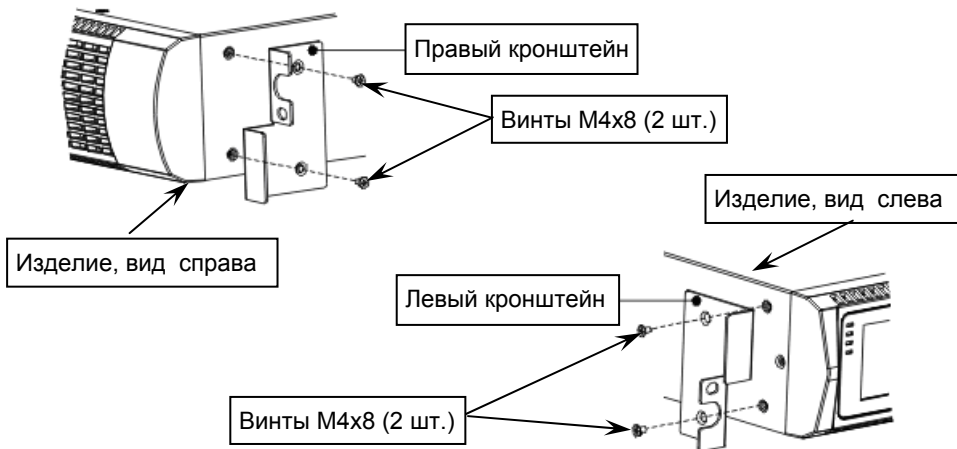 Правый кронштейн
Винты М4х8 (2 шт.)
Изделие, вид слева
Изделие, вид справа
Левый кронштейн
Винты М4х8 (2 шт.)